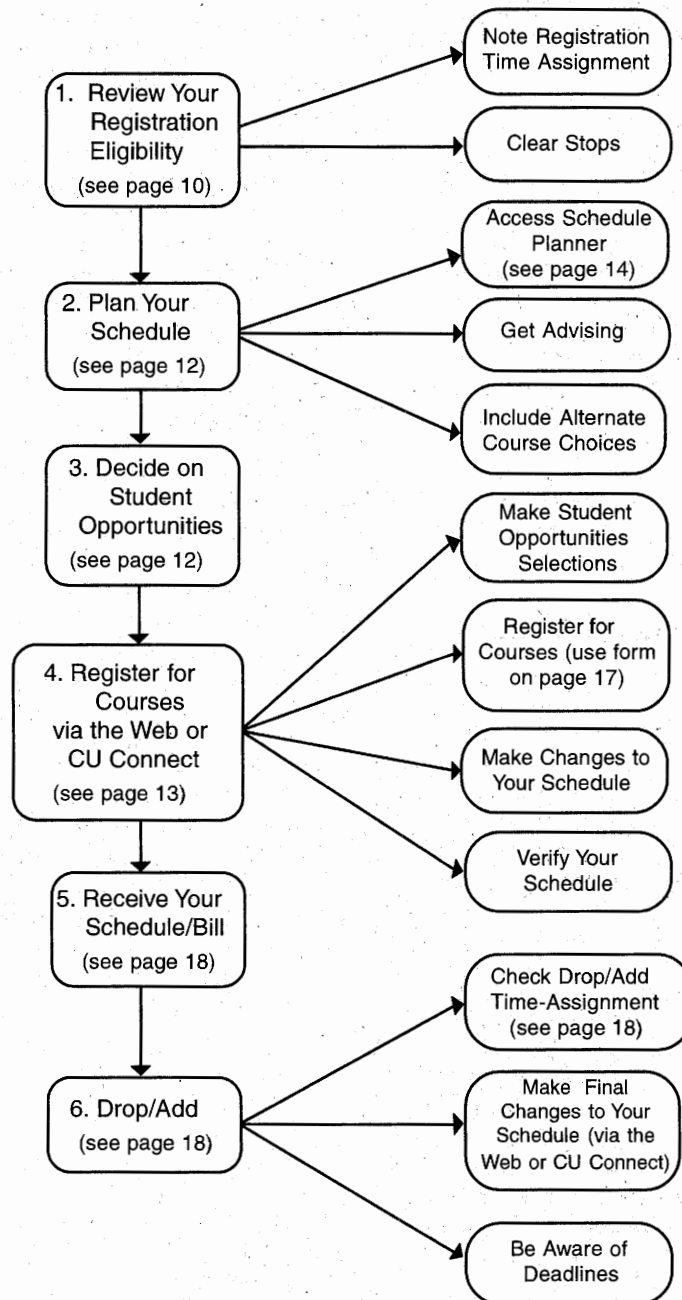 1. Review Your
Registration
Eligibility
(see page 10)
Note Registration
Time Assignment
Clear Stops
2. Plan Your
Schedule
(see page 12)
Access Schedule
Planner
(see page 14)
Get Advising
Include Alternate
Course Choices
3. Decide on
Student
Opportunities
(see page 12)
4. Register for
Courses
via the Web or
CU Connect
(see page 13)
Make Student
Opportunities
Selections
Register for
Courses (use form
on page 17)
Make Changes to
Your Schedule
Verify Your
Schedule
5. Receive Your
Schedule/Bill
(see page 18)
6. Drop/Add
(see page 18)
Check Drop/Add
Time-Assignment
(see page 18)
Make Final
Changes to Your
Schedule (via the
Web or CU Connect)
Be Aware of
Deadlines